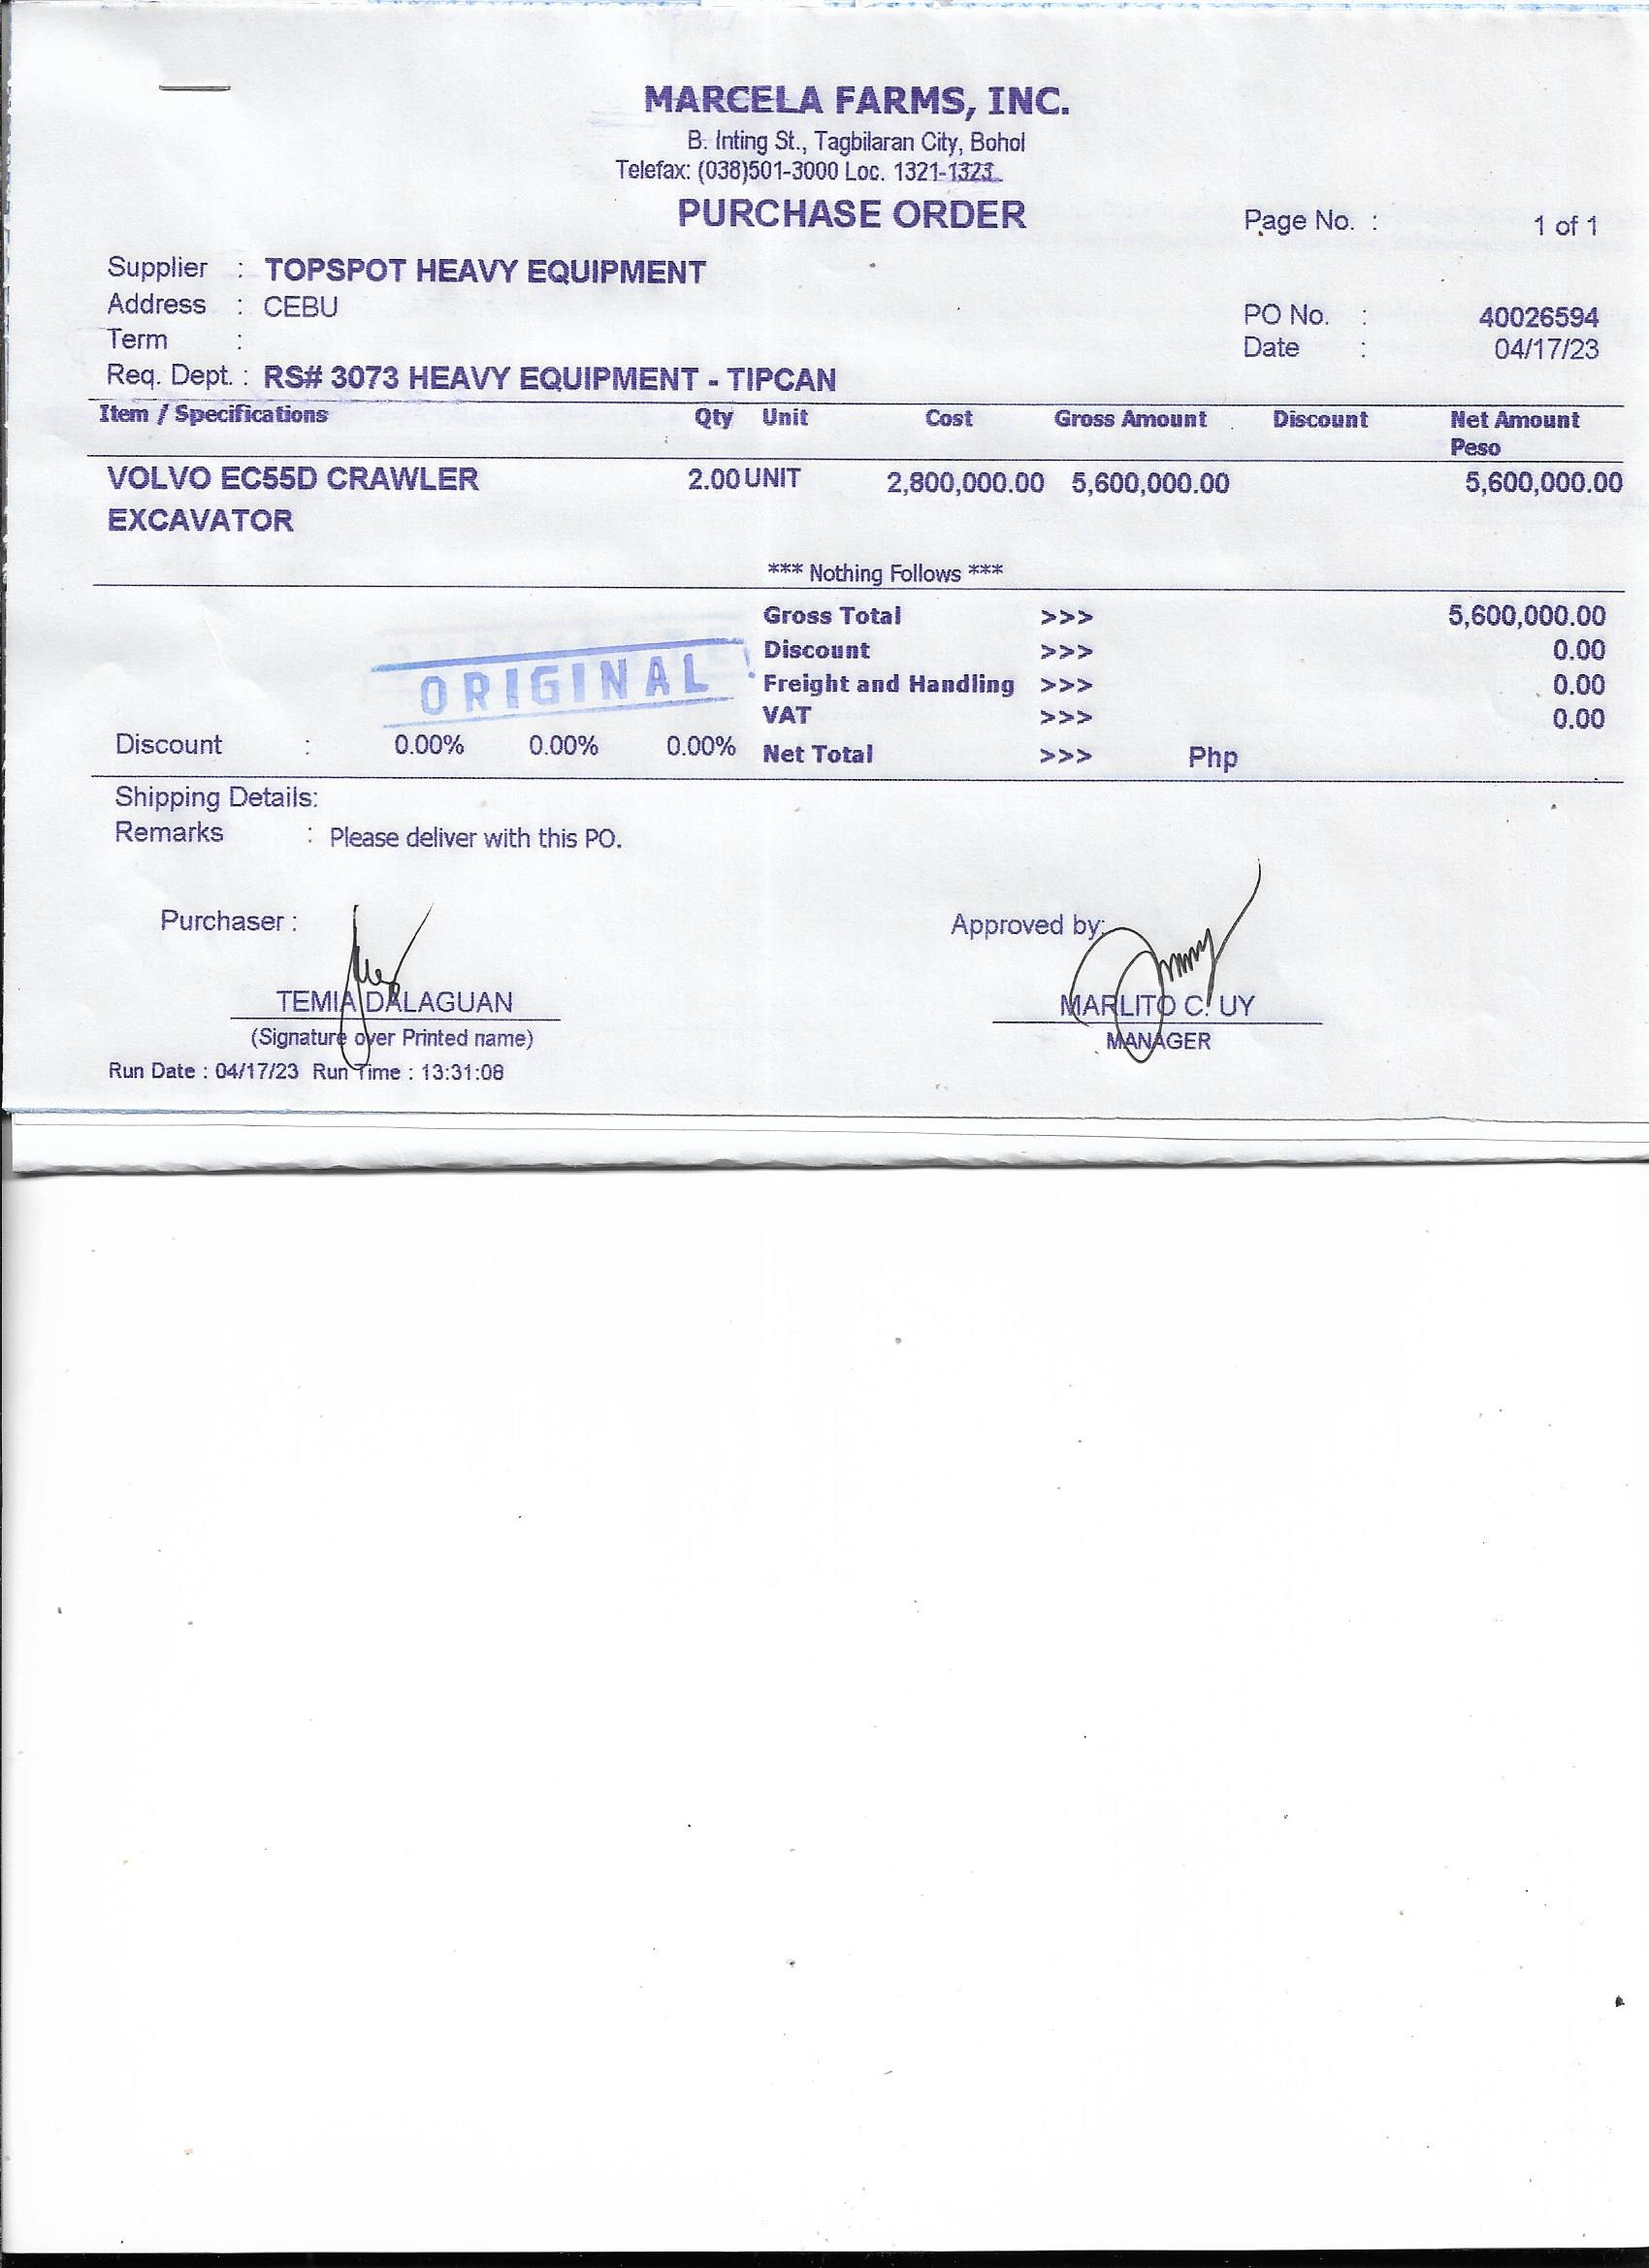 MARCELA FARMS, INC.
B. Inting St., Tagbilaran City, Bohol
Telefax: (038)501-3000 Loc. 1321-1323
PURCHASE ORDER
Page No. : 1 of 1
Supplier : TOPSPOT HEAVY EQUIPMENT
Address : CEBU
PO No. : 40026594
Term :
Date : 04/17/23
Req. Dept. : RS# 3073 HEAVY EQUIPMENT - TIPCAN
Item / Specifications Qty Unit Cost Gross Amount Discount Net Amount
Peso
VOLVO EC55D CRAWLER 2.00 UNIT 2,800,000.00 5,600,000.00 5,600,000.00
EXCAVATOR
*** Nothing Follows ***
Gross Total >>> 5,600,000.00
Discount >>> 0.00
ORIGINAL
Freight and Handling >>> 0.00
VAT >>> 0.00
Discount : 0.00% 0.00% 0.00%
Net Total >>> Php
Shipping Details:
Remarks : Please deliver with this PO.
Purchaser :
Approved by:
TEMIA DALAGUAN
MARLITO C. UY
(Signature over Printed name)
MANAGER
Run Date : 04/17/23 Run Time : 13:31:08